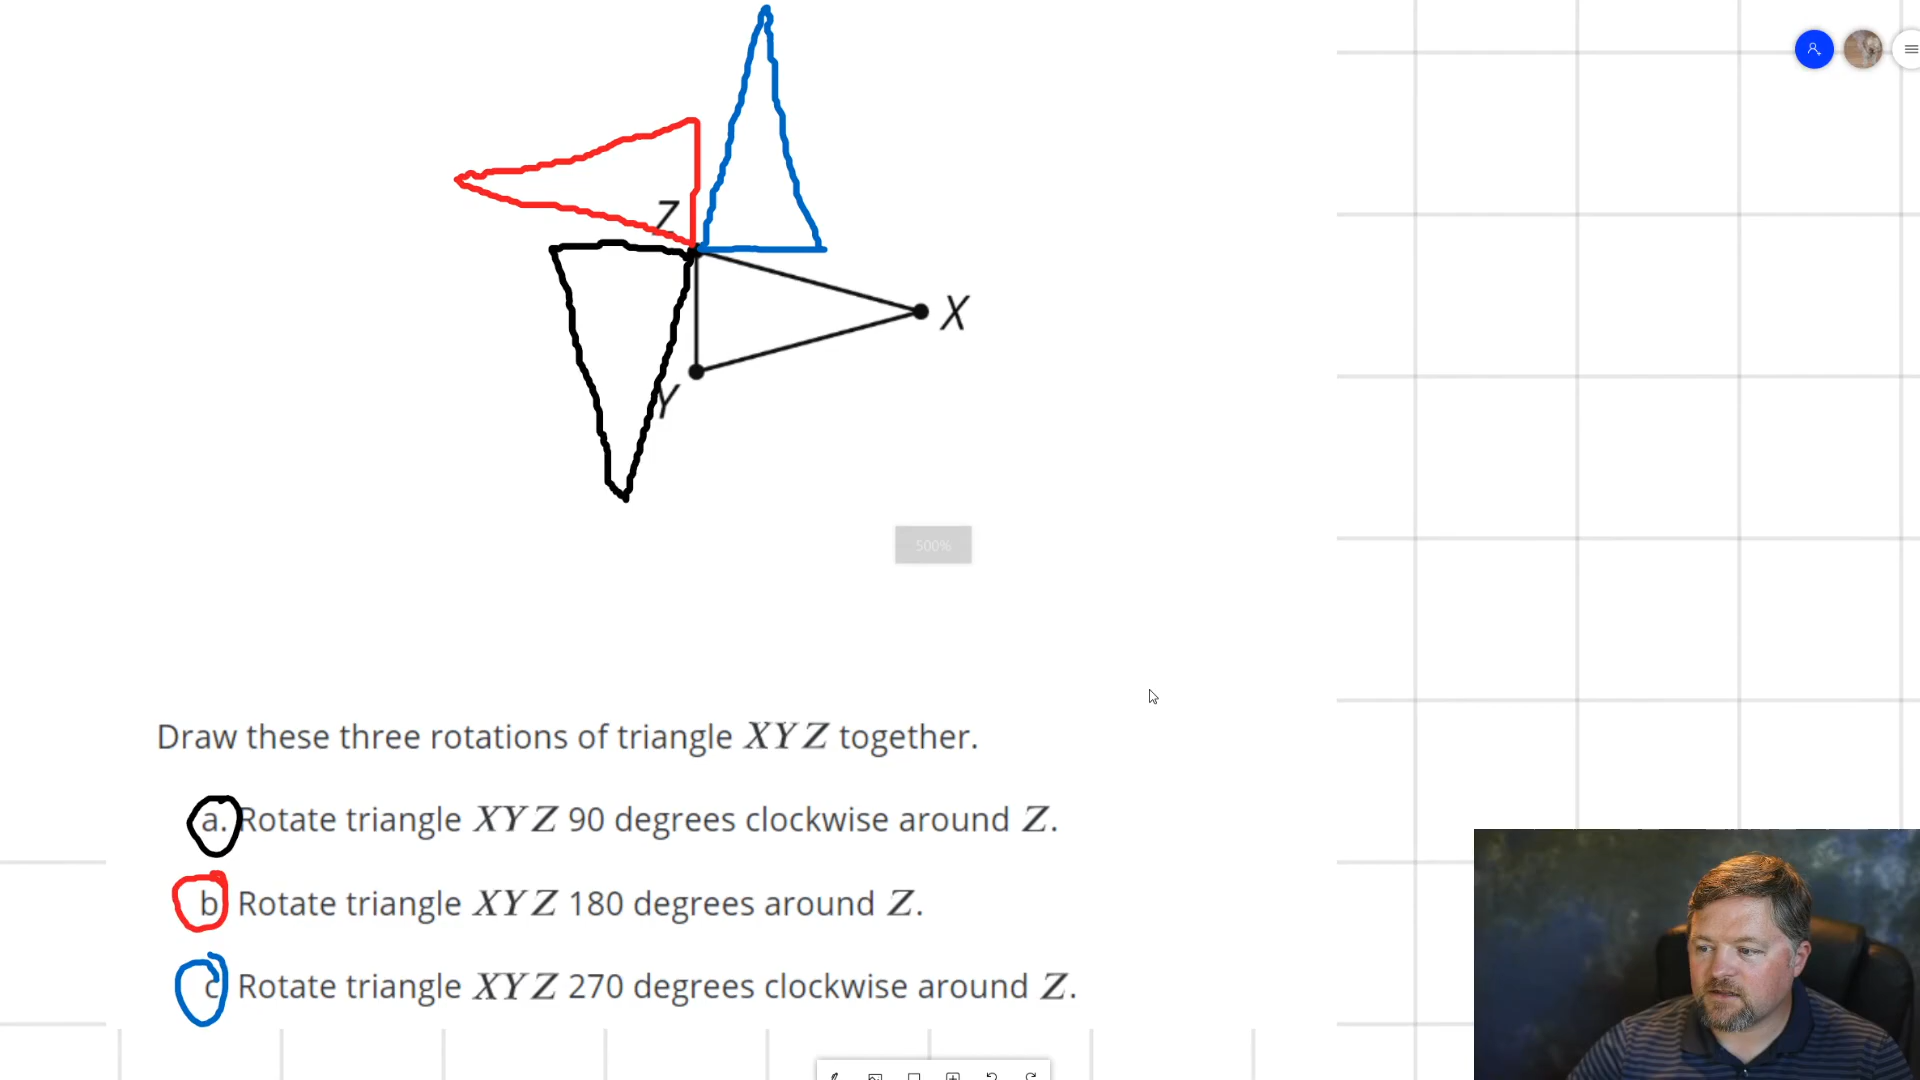 Z
X
Y
500%
Draw these three rotations of triangle XYZ together.
a. Rotate triangle XYZ 90 degrees clockwise around Z.
b Rotate triangle XYZ 180 degrees around Z.
c Rotate triangle XYZ 270 degrees clockwise around Z.